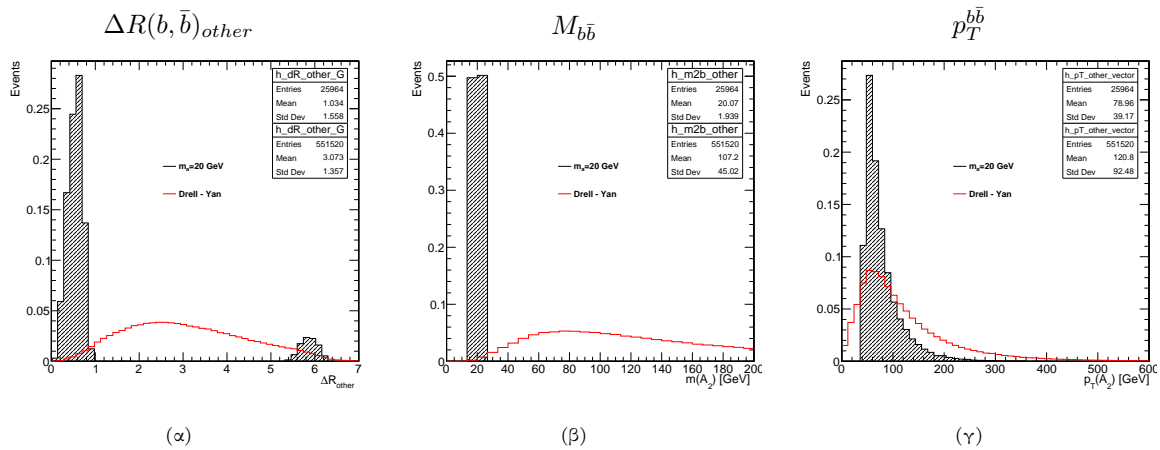 ΔR(b, b̄)other
M_bb̄
p_T^bb̄
Events
h_dR_other_G
Entries 25964
Mean 1.034
Std Dev 1.558
h_dR_other_G
Entries 551520
Mean 3.073
Std Dev 1.357
mₐ=20 GeV
Drell - Yan
0.25
0.2
0.15
0.1
0.05
0
0 1 2 3 4 5 6 7
ΔR_other
Events
h_m2b_other
Entries 25964
Mean 20.07
Std Dev 1.939
h_m2b_other
Entries 551520
Mean 107.2
Std Dev 45.02
mₐ=20 GeV
Drell - Yan
0.5
0.4
0.3
0.2
0.1
0
0 20 40 60 80 100 120 140 160 180 200
m(A₂) [GeV]
Events
h_pT_other_vector
Entries 25964
Mean 78.96
Std Dev 39.17
h_pT_other_vector
Entries 551520
Mean 120.8
Std Dev 92.48
mₐ=20 GeV
Drell - Yan
0.25
0.2
0.15
0.1
0.05
0
0 100 200 300 400 500 600
p_T(A₂) [GeV]
(α)
(β)
(γ)